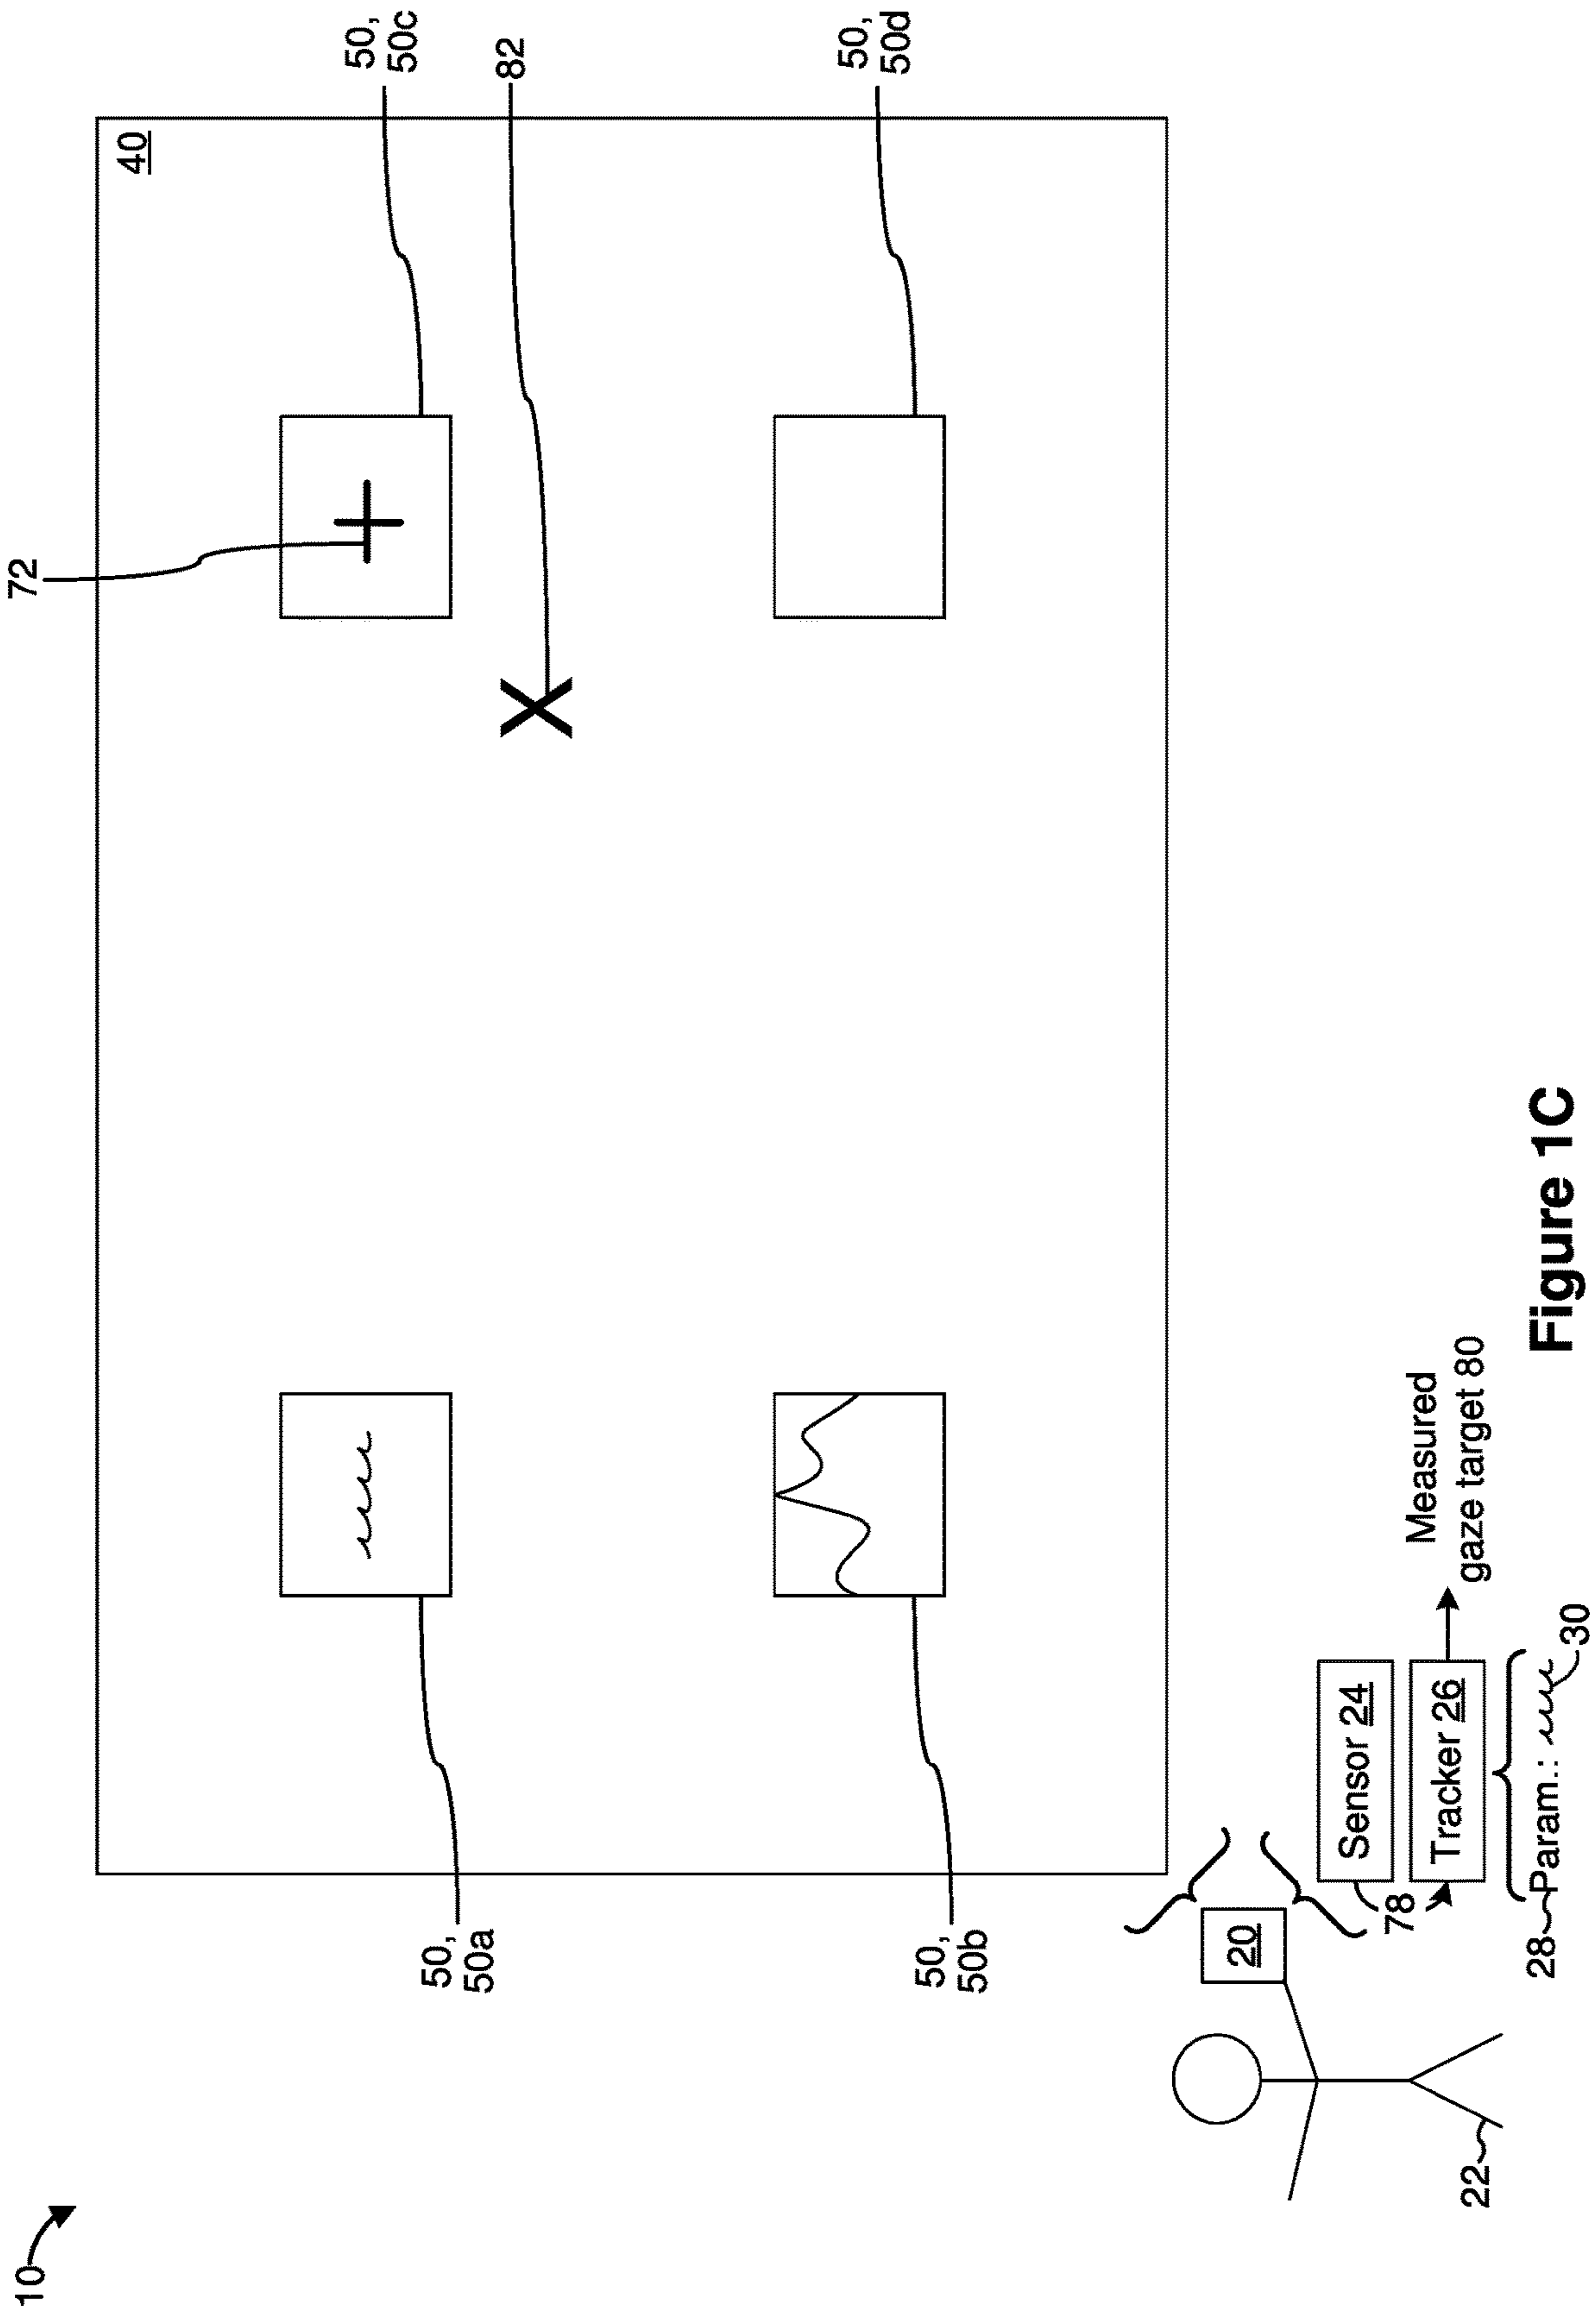 10
72
40
50,
50c
82
50,
50a
50,
50d
50,
50b
20
22
Sensor 24
78
Tracker 26
Measured
gaze target 80
28
Param.:
30
Figure 1C